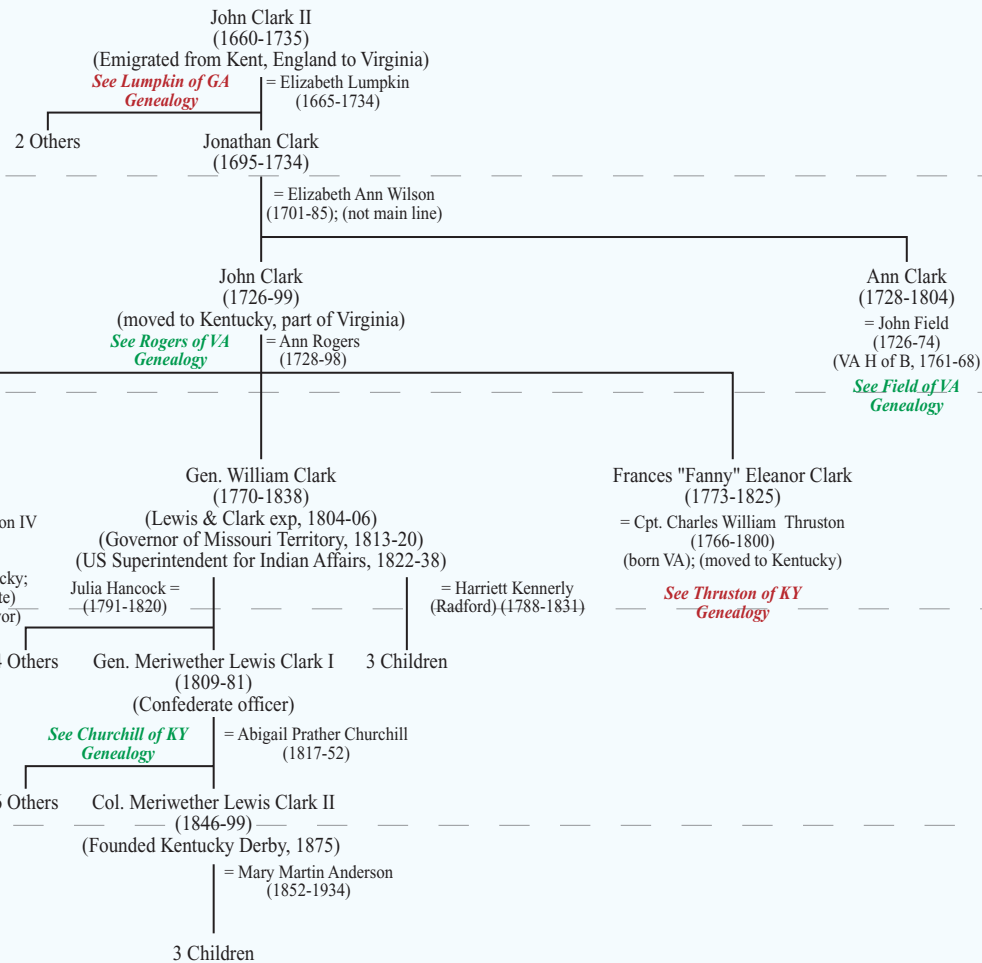 John Clark II
(1660-1735)
(Emigrated from Kent, England to Virginia)
See Lumpkin of GA
Genealogy
= Elizabeth Lumpkin
(1665-1734)
2 Others
Jonathan Clark
(1695-1734)
= Elizabeth Ann Wilson
(1701-85); (not main line)
John Clark
(1726-99)
(moved to Kentucky, part of Virginia)
Ann Clark
(1728-1804)
= John Field
(1726-74)
(VA H of B, 1761-68)
See Field of VA
Genealogy
See Rogers of VA
Genealogy
= Ann Rogers
(1728-98)
Gen. William Clark
(1770-1838)
(Lewis & Clark exp, 1804-06)
(Governor of Missouri Territory, 1813-20)
(US Superintendent for Indian Affairs, 1822-38)
Frances "Fanny" Eleanor Clark
(1773-1825)
= Cpt. Charles William Thruston
(1766-1800)
(born VA); (moved to Kentucky)
See Thruston of KY
Genealogy
on IV
cky;
te)
vor)
Julia Hancock =
(1791-1820)
= Harriett Kennerly
(Radford) (1788-1831)
4 Others
Gen. Meriwether Lewis Clark I
(1809-81)
(Confederate officer)
3 Children
See Churchill of KY
Genealogy
= Abigail Prather Churchill
(1817-52)
Others
Col. Meriwether Lewis Clark II
(1846-99)
(Founded Kentucky Derby, 1875)
= Mary Martin Anderson
(1852-1934)
3 Children